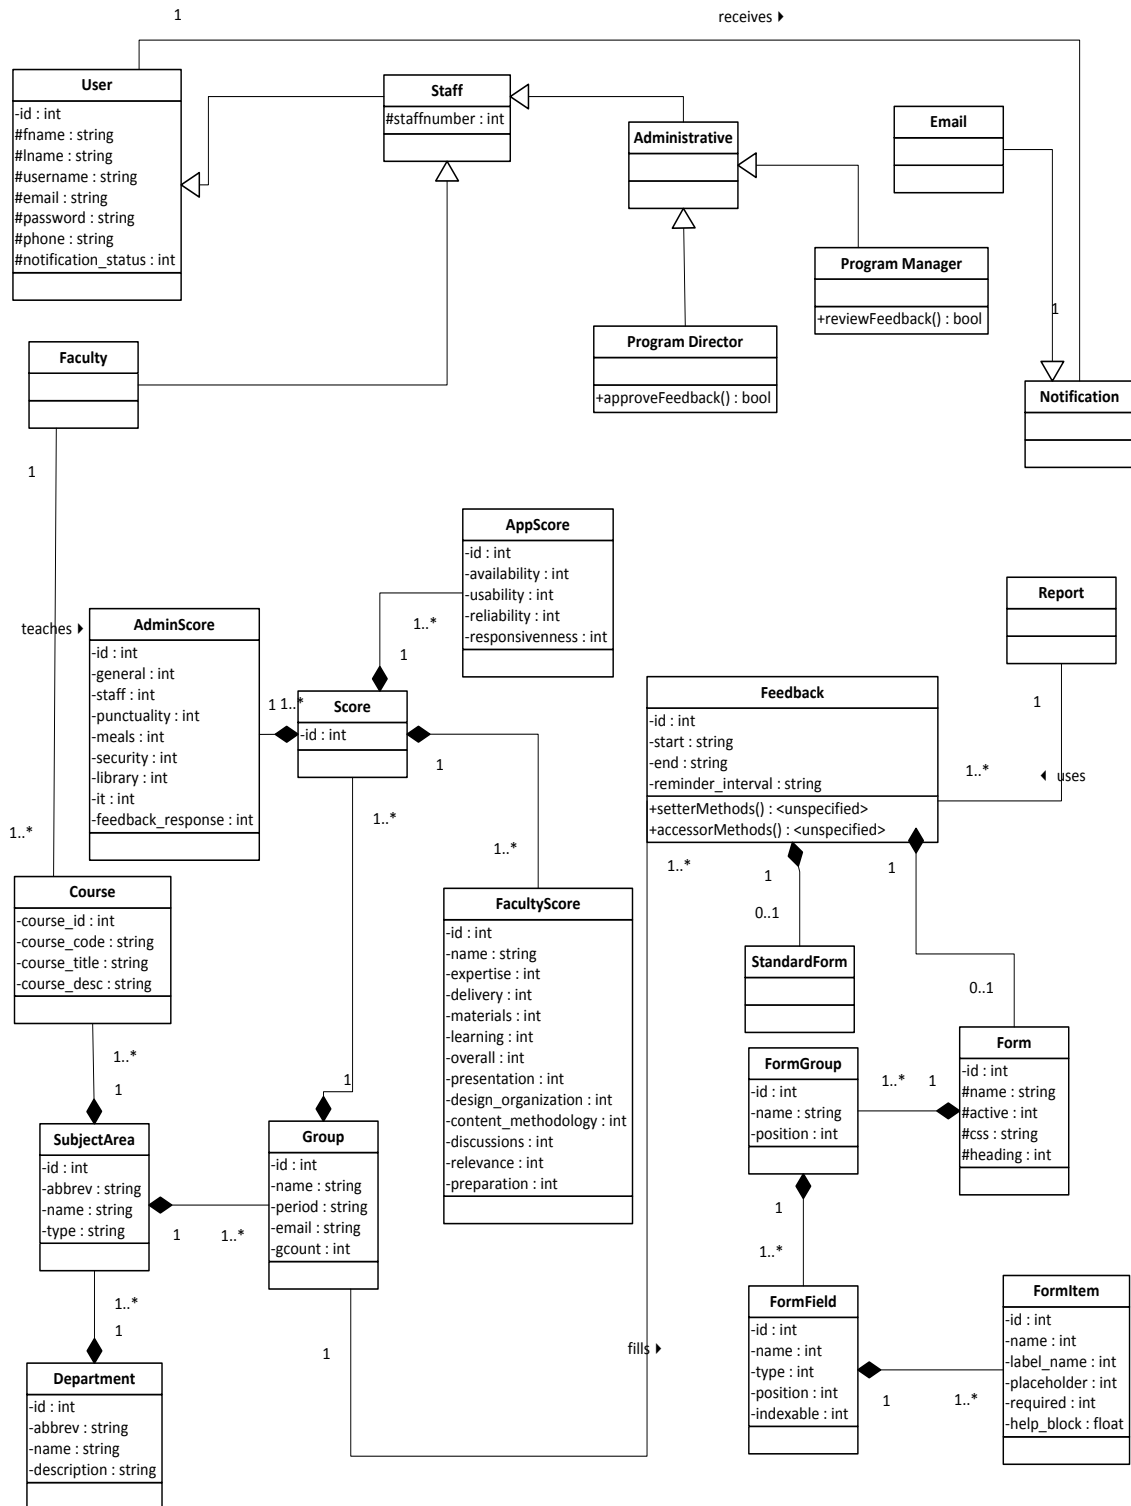 1
receives
User
-id : int
#fname : string
#lname : string
#username : string
#email : string
#password : string
#phone : string
#notification_status : int
Staff
#staffnumber : int
Administrative
Email
Program Manager
+reviewFeedback() : bool
Program Director
+approveFeedback() : bool
1
Notification
Faculty
1
teaches
1..*
AppScore
-id : int
-availability : int
-usability : int
-reliability : int
-responsivenness : int
1..*
1
AdminScore
-id : int
-general : int
-staff : int
-punctuality : int
-meals : int
-security : int
-library : int
-it : int
-feedback_response : int
1 1..*
Score
-id : int
1
1..*
1..*
Report
1
uses
1..*
Feedback
-id : int
-start : string
-end : string
-reminder_interval : string
+setterMethods() : <unspecified>
+accessorMethods() : <unspecified>
1..*
1
1
0..1
0..1
Course
-course_id : int
-course_code : string
-course_title : string
-course_desc : string
1..*
1
FacultyScore
-id : int
-name : string
-expertise : int
-delivery : int
-materials : int
-learning : int
-overall : int
-presentation : int
-design_organization : int
-content_methodology : int
-discussions : int
-relevance : int
-preparation : int
StandardForm
Form
-id : int
#name : string
#active : int
#css : string
#heading : int
1..*
1
FormGroup
-id : int
-name : string
-position : int
1
1..*
SubjectArea
-id : int
-abbrev : string
-name : string
-type : string
1
1..*
1
Group
-id : int
-name : string
-period : string
-email : string
-gcount : int
1
fills
1..*
1
Department
-id : int
-abbrev : string
-name : string
-description : string
FormField
-id : int
-name : int
-type : int
-position : int
-indexable : int
1
1..*
FormItem
-id : int
-name : int
-label_name : int
-placeholder : int
-required : int
-help_block : float